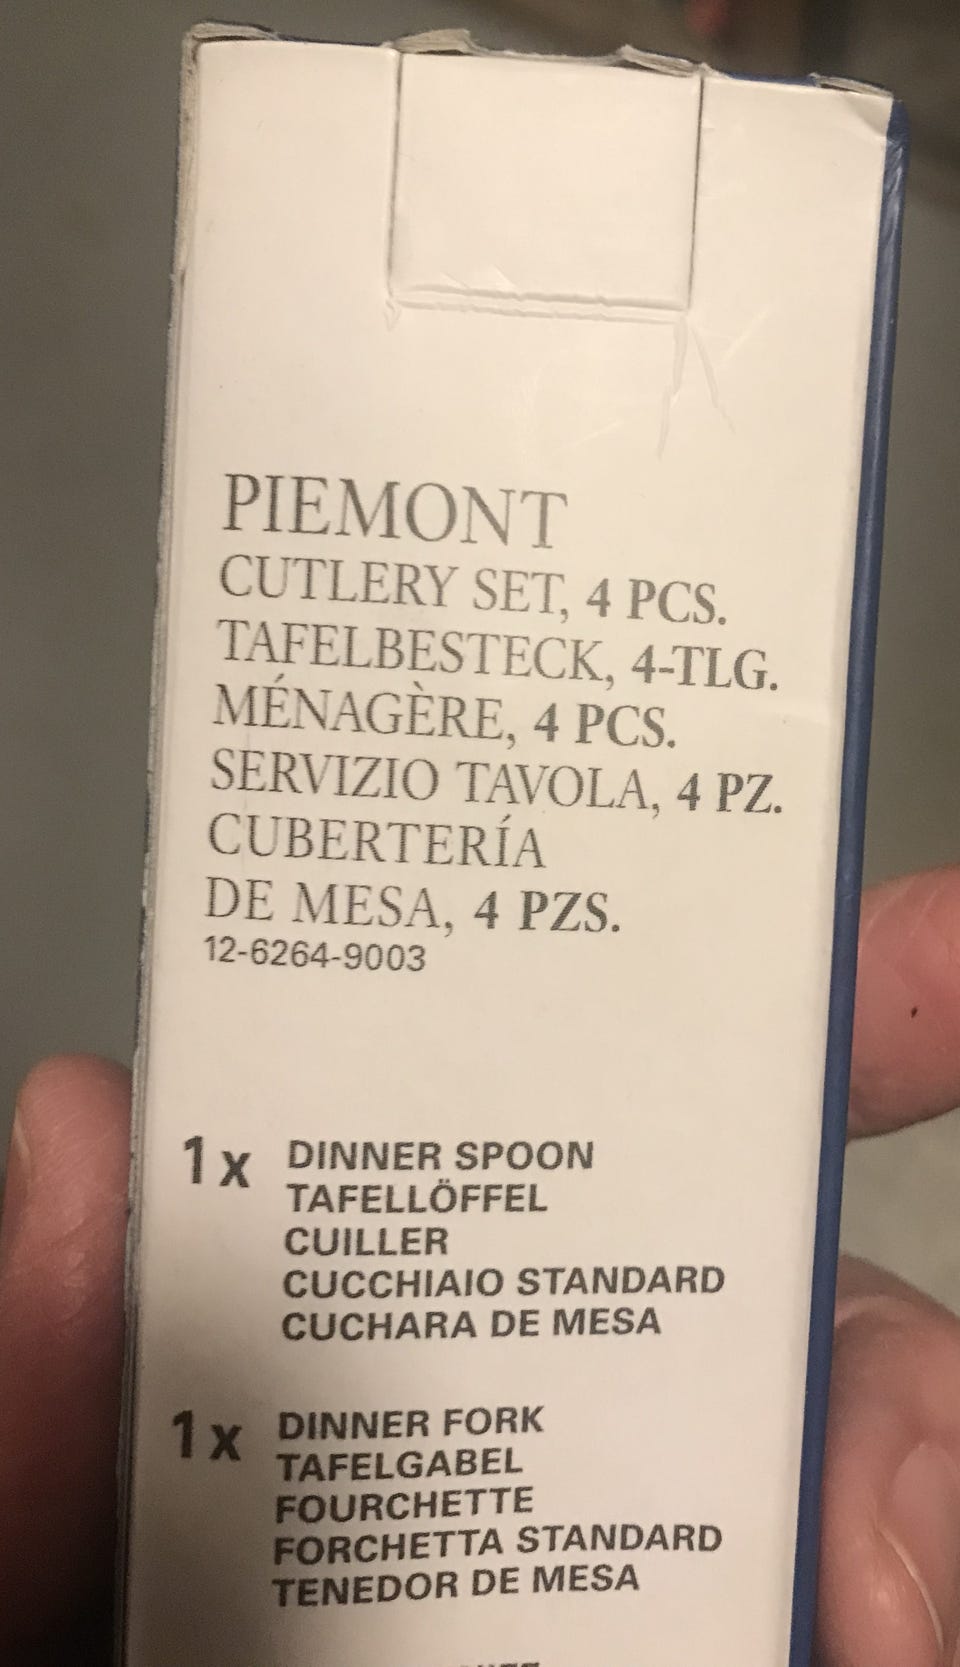 PIEMONT
CUTLERY SET, 4 PCS.
TAFELBESTECK, 4-TLG.
MÉNAGÈRE, 4 PCS.
SERVIZIO TAVOLA, 4 PZ.
CUBERTERÍA
DE MESA, 4 PZS.
12-6264-9003
1 x DINNER SPOON
TAFELLÖFFEL
CUILLER
CUCCHIAIO STANDARD
CUCHARA DE MESA
1 x DINNER FORK
TAFELGABEL
FOURCHETTE
FORCHETTA STANDARD
TENEDOR DE MESA